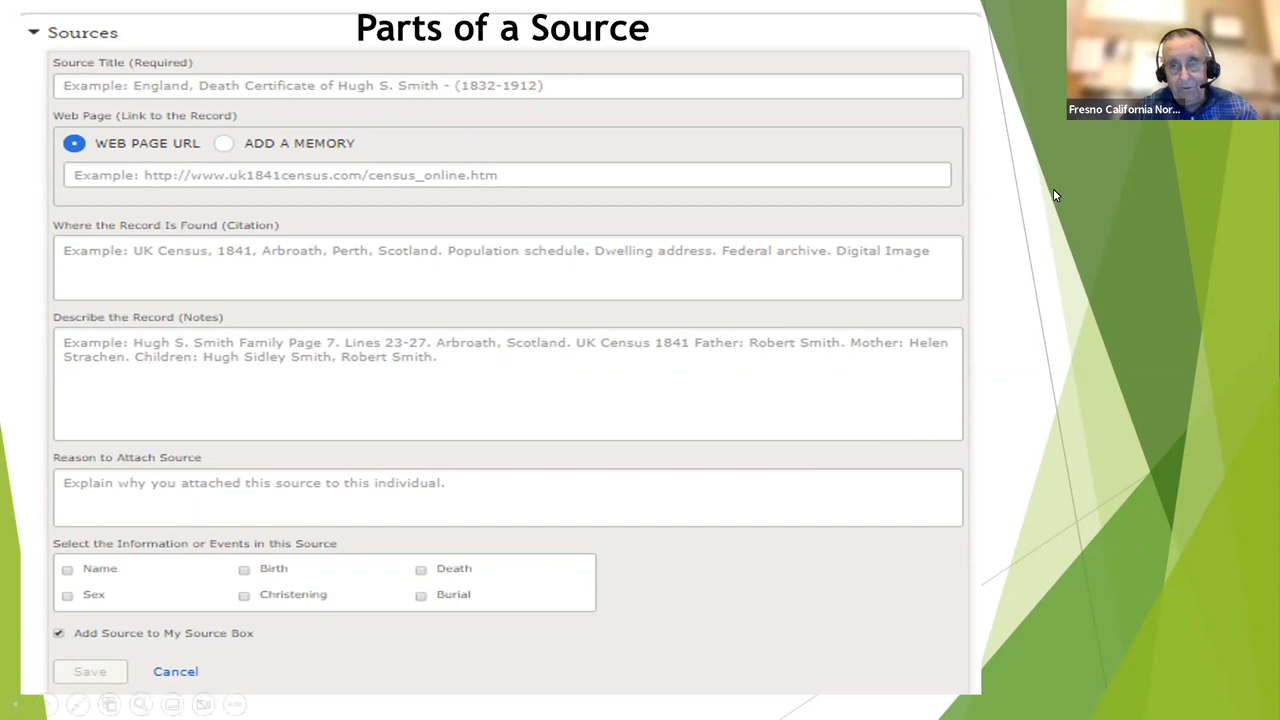 Parts of a Source
Sources
Source Title (Required)
Example: England, Death Certificate of Hugh S. Smith - (1832-1912)
Web Page (Link to the Record)
WEB PAGE URL ADD A MEMORY
Example: http://www.uk1841census.com/census_online.htm
Where the Record Is Found (Citation)
Example: UK Census, 1841, Arbroath, Perth, Scotland. Population schedule. Dwelling address. Federal archive. Digital Image
Describe the Record (Notes)
Example: Hugh S. Smith Family Page 7. Lines 23-27. Arbroath, Scotland. UK Census 1841 Father: Robert Smith. Mother: Helen
Strachen. Children: Hugh Sidley Smith, Robert Smith.
Reason to Attach Source
Explain why you attached this source to this individual.
Select the Information or Events in this Source
Name Birth Death
Sex Christening Burial
Add Source to My Source Box
Save Cancel
Fresno California Nor...